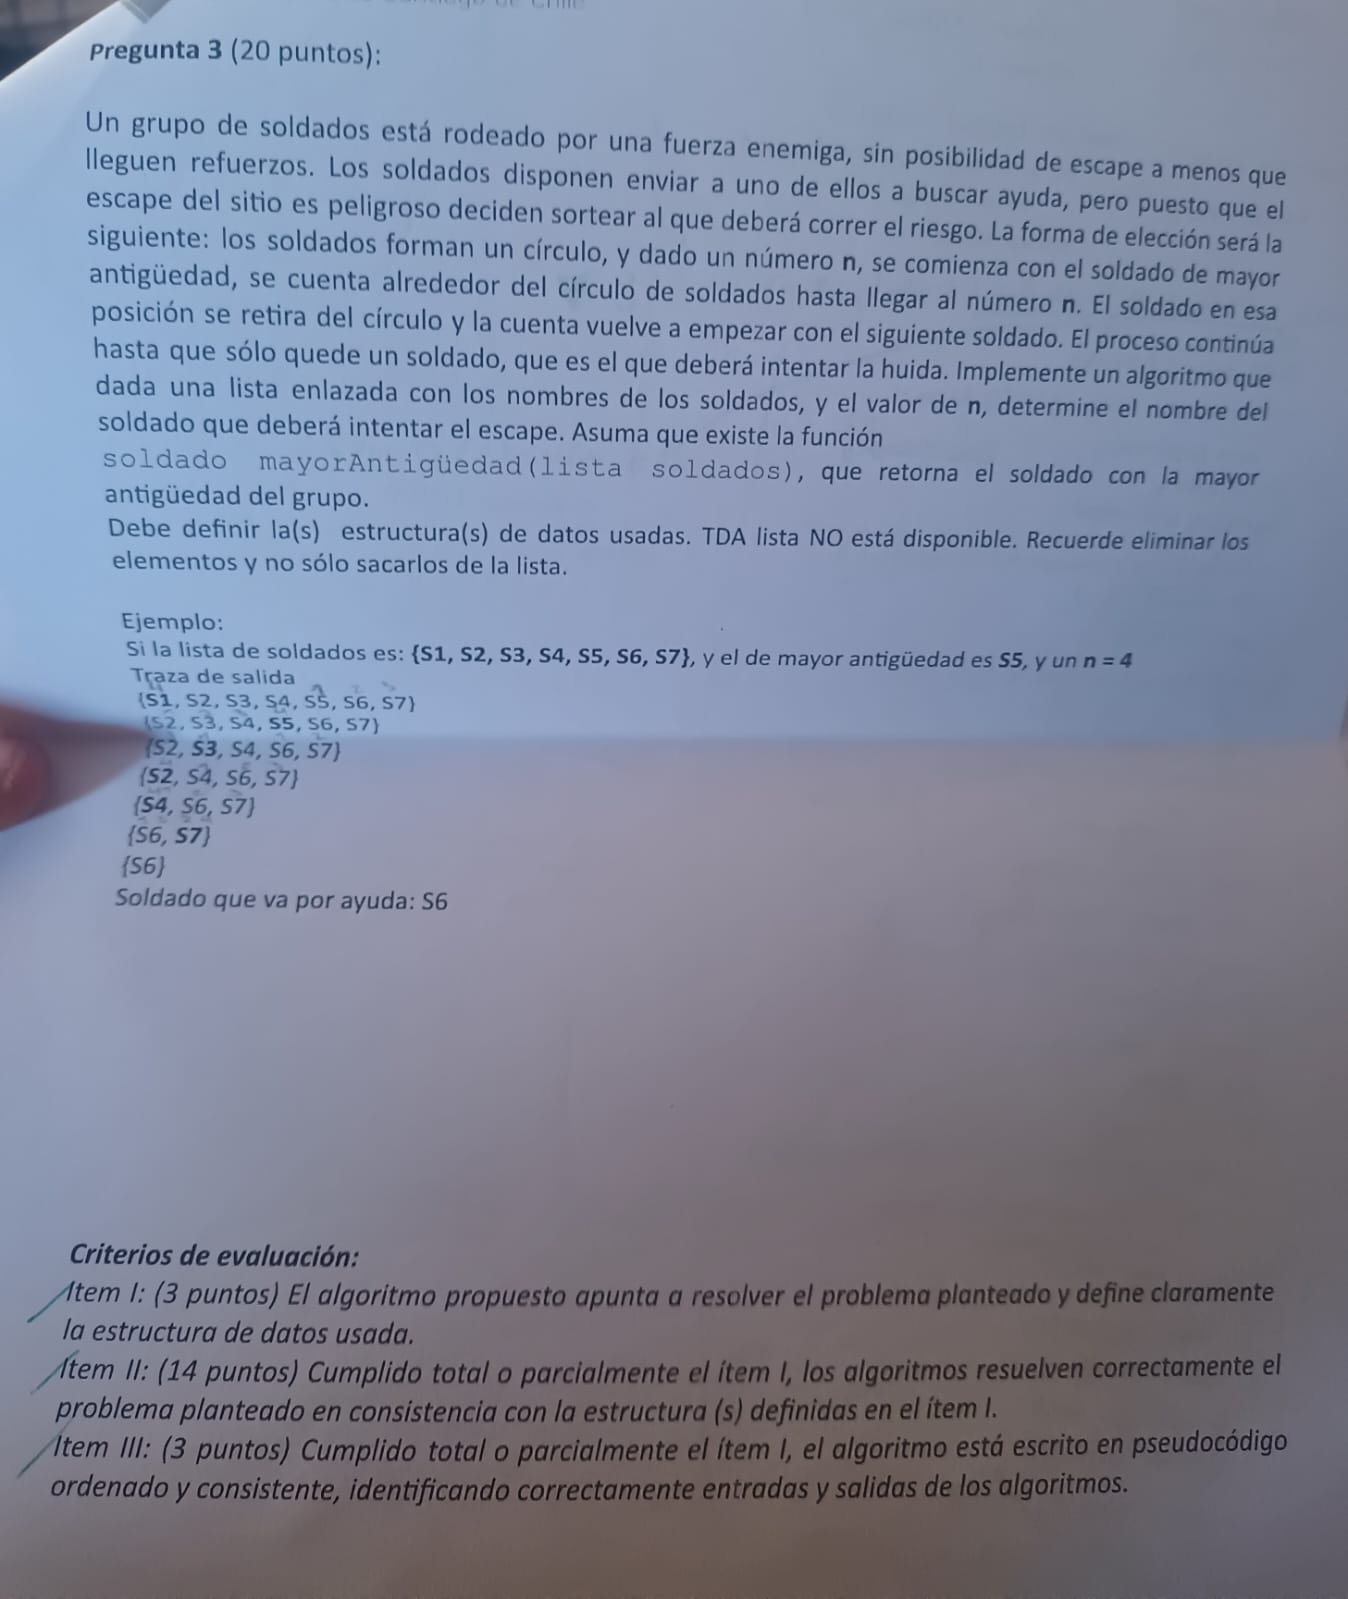 Pregunta 3 (20 puntos):
Un grupo de soldados está rodeado por una fuerza enemiga, sin posibilidad de escape a menos que
lleguen refuerzos. Los soldados disponen enviar a uno de ellos a buscar ayuda, pero puesto que el
escape del sitio es peligroso deciden sortear al que deberá correr el riesgo. La forma de elección será la
siguiente: los soldados forman un círculo, y dado un número n, se comienza con el soldado de mayor
antigüedad, se cuenta alrededor del círculo de soldados hasta llegar al número n. El soldado en esa
posición se retira del círculo y la cuenta vuelve a empezar con el siguiente soldado. El proceso continúa
hasta que sólo quede un soldado, que es el que deberá intentar la huida. Implemente un algoritmo que
dada una lista enlazada con los nombres de los soldados, y el valor de n, determine el nombre del
soldado que deberá intentar el escape. Asuma que existe la función
soldado mayorAntigüedad(lista soldados), que retorna el soldado con la mayor
antigüedad del grupo.
Debe definir la(s) estructura(s) de datos usadas. TDA lista NO está disponible. Recuerde eliminar los
elementos y no sólo sacarlos de la lista.
Ejemplo:
Si la lista de soldados es: {S1, S2, S3, S4, S5, S6, S7}, y el de mayor antigüedad es S5, y un n = 4
Traza de salida
{S1, S2, S3, S4, S5, S6, S7}
{S2, S3, S4, S5, S6, S7}
{S2, S3, S4, S6, S7}
{S2, S4, S6, S7}
{S4, S6, S7}
{S6, S7}
{S6}
Soldado que va por ayuda: S6
Criterios de evaluación:
Item I: (3 puntos) El algoritmo propuesto apunta a resolver el problema planteado y define claramente
la estructura de datos usada.
Ítem II: (14 puntos) Cumplido total o parcialmente el ítem I, los algoritmos resuelven correctamente el
problema planteado en consistencia con la estructura (s) definidas en el ítem I.
Item III: (3 puntos) Cumplido total o parcialmente el ítem I, el algoritmo está escrito en pseudocódigo
ordenado y consistente, identificando correctamente entradas y salidas de los algoritmos.